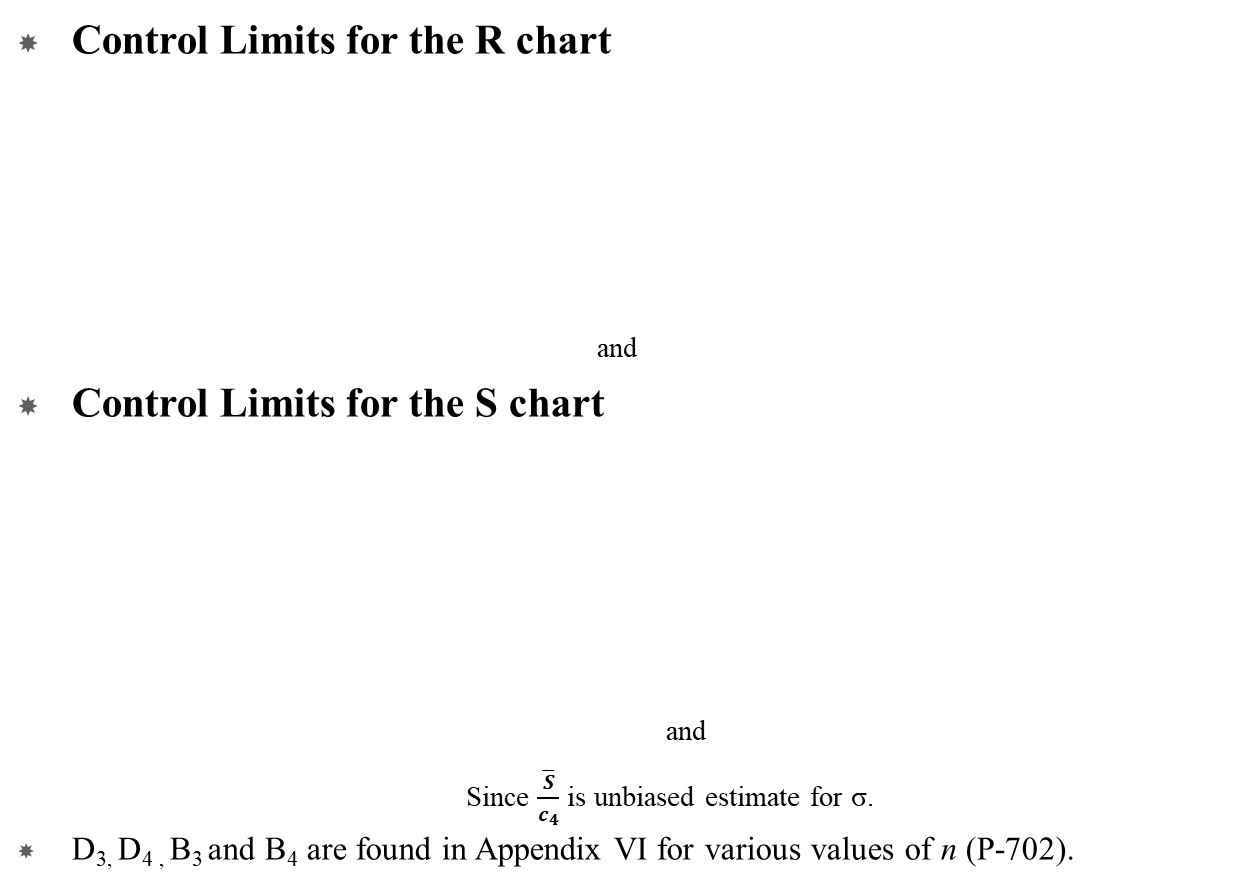 ✷ Control Limits for the R chart
and
✷ Control Limits for the S chart
and
Since S̅/c₄ is unbiased estimate for σ.
✷ D₃, D₄ , B₃ and B₄ are found in Appendix VI for various values of n (P-702).